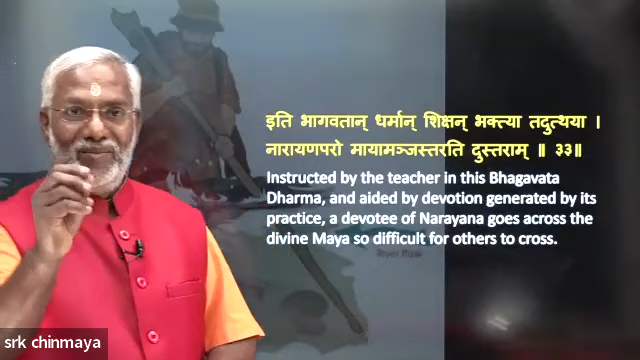 इति भागवतान् धर्मान् शिक्षन् भक्त्या तदुत्थया ।
नारायणपरो मायामञ्जस्तरति दुस्तराम् ॥ ३३॥
Instructed by the teacher in this Bhagavata
Dharma, and aided by devotion generated by its
practice, a devotee of Narayana goes across the
divine Maya so difficult for others to cross.
srk chinmaya